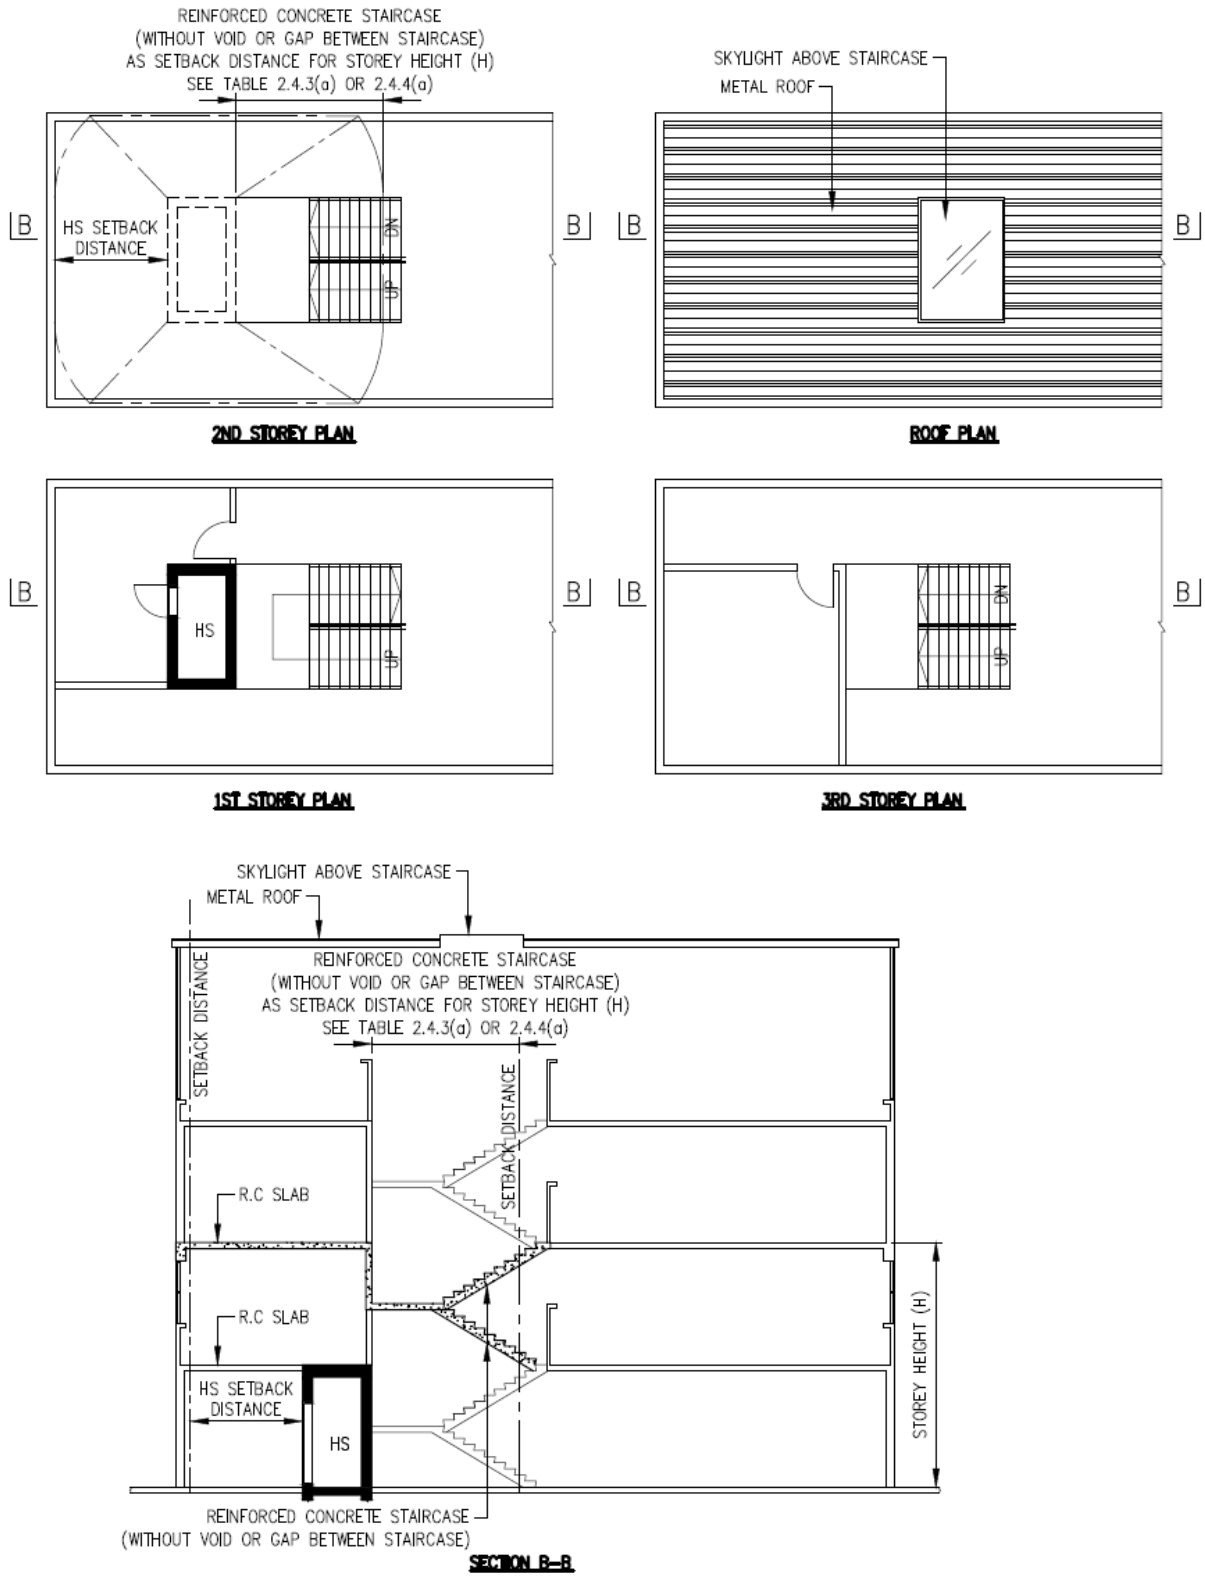 REINFORCED CONCRETE STAIRCASE
(WITHOUT VOID OR GAP BETWEEN STAIRCASE)
AS SETBACK DISTANCE FOR STOREY HEIGHT (H)
SEE TABLE 2.4.3(a) OR 2.4.4(a)
B
HS SETBACK
DISTANCE
DN
UP
B
2ND STOREY PLAN
SKYLIGHT ABOVE STAIRCASE
METAL ROOF
B
B
ROOF PLAN
B
HS
UP
B
1ST STOREY PLAN
B
DN
UP
B
3RD STOREY PLAN
SKYLIGHT ABOVE STAIRCASE
METAL ROOF
SETBACK DISTANCE
REINFORCED CONCRETE STAIRCASE
(WITHOUT VOID OR GAP BETWEEN STAIRCASE)
AS SETBACK DISTANCE FOR STOREY HEIGHT (H)
SEE TABLE 2.4.3(a) OR 2.4.4(a)
SETBACK DISTANCE
R.C SLAB
R.C SLAB
HS SETBACK
DISTANCE
HS
STOREY HEIGHT (H)
REINFORCED CONCRETE STAIRCASE
(WITHOUT VOID OR GAP BETWEEN STAIRCASE)
SECTION B-B